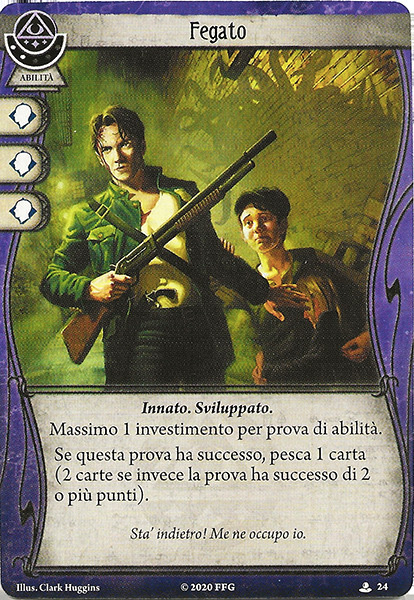 Fegato
ABILITÀ
Innato. Sviluppato.
Massimo 1 investimento per prova di abilità.
Se questa prova ha successo, pesca 1 carta
(2 carte se invece la prova ha successo di 2
o più punti).
Sta' indietro! Me ne occupo io.
Illus. Clark Huggins © 2020 FFG 24